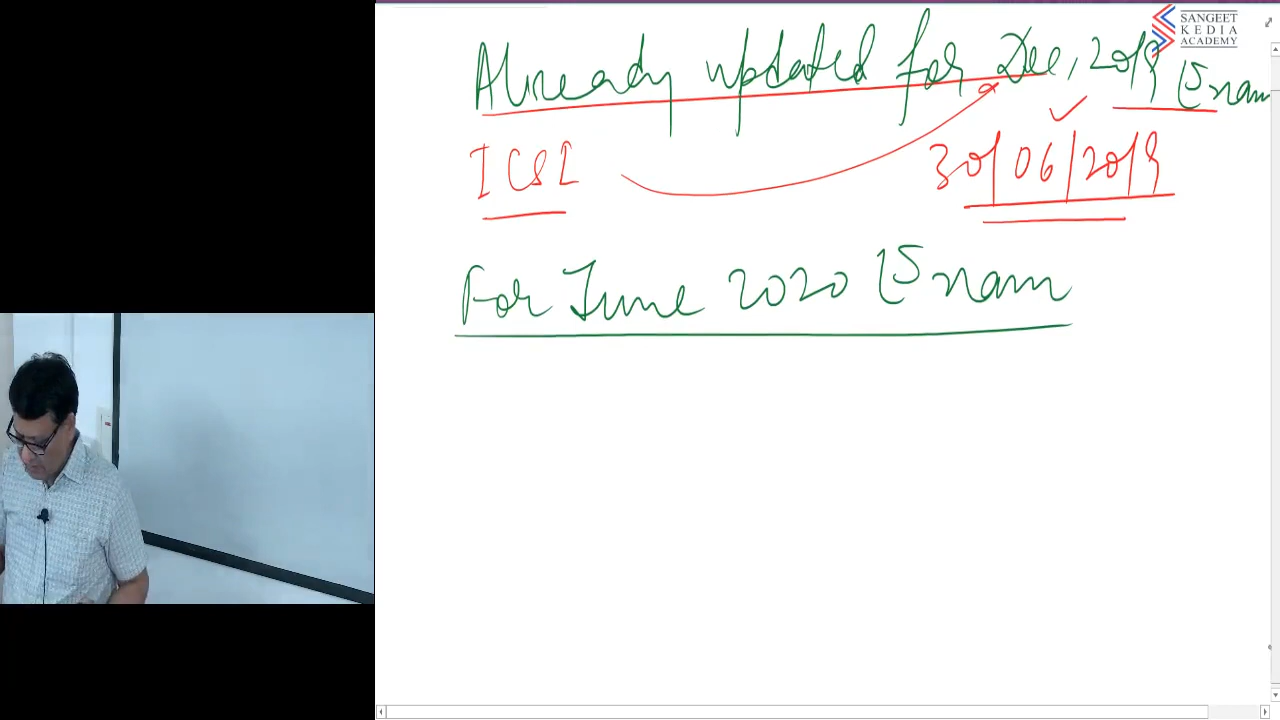 SANGEET
KEDIA
ACADEMY
Already updated for Dec, 2019 Exam
ICSI 30/06/2019
For June 2020 Exam